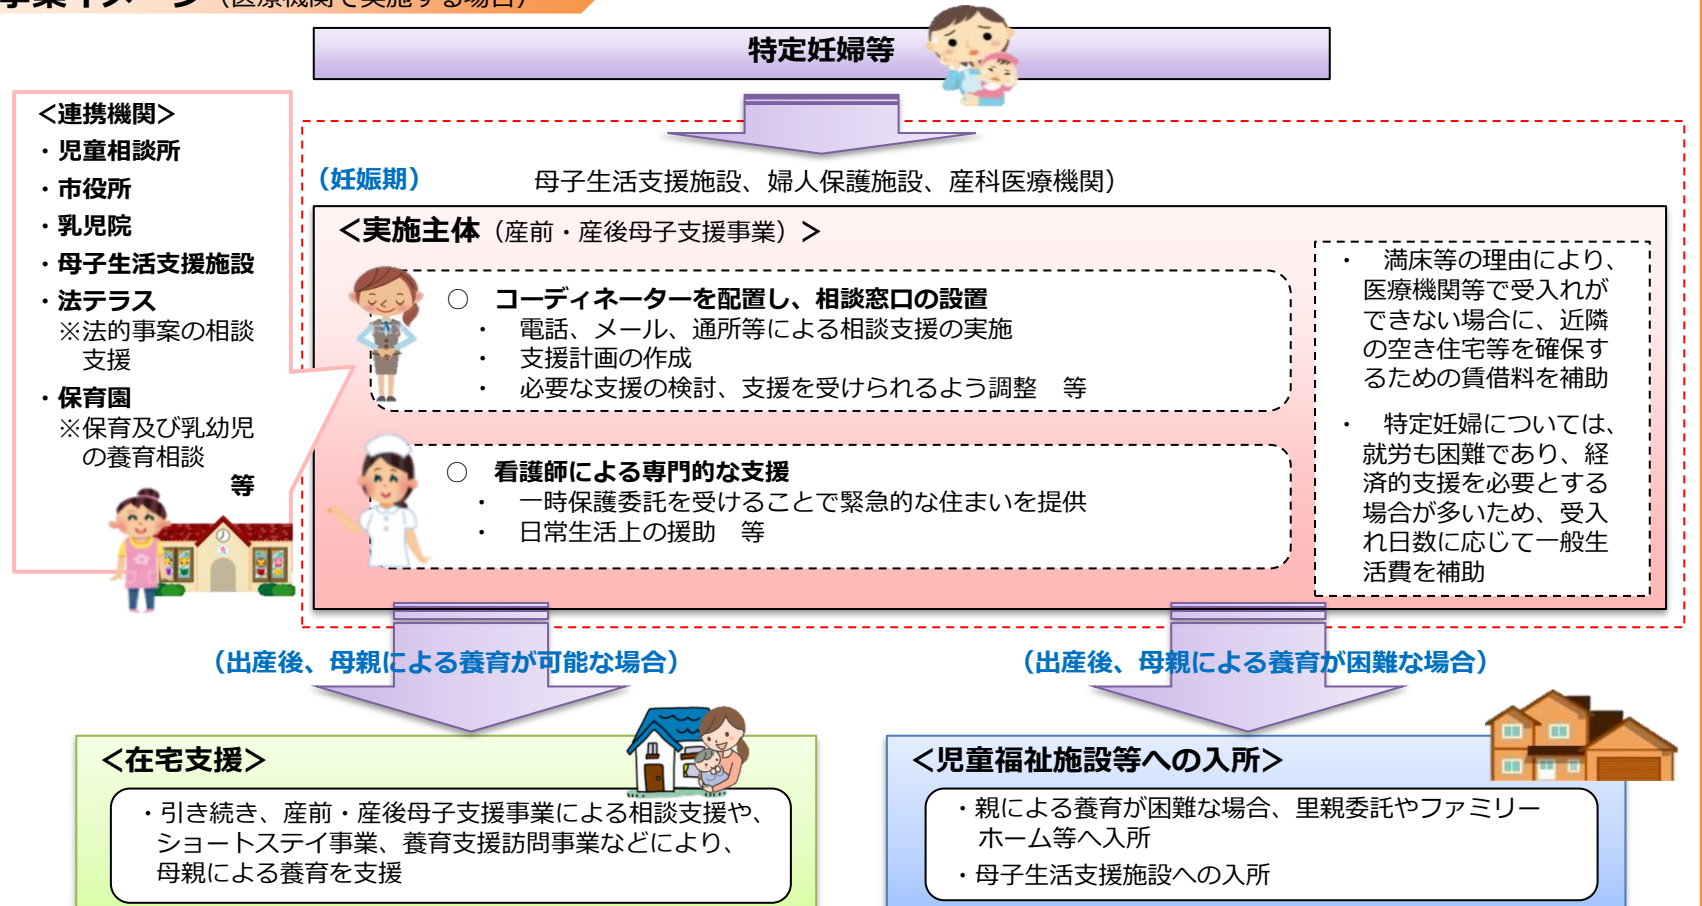 事業イメージ（医療機関で実施する場合）
特定妊婦等
＜連携機関＞
・児童相談所
・市役所
・乳児院
・母子生活支援施設
・法テラス
※法的事案の相談
支援
・保育園
※保育及び乳幼児
の養育相談
等
（妊娠期）
母子生活支援施設、婦人保護施設、産科医療機関）
＜実施主体（産前・産後母子支援事業）＞
○　コーディネーターを配置し、相談窓口の設置
・　電話、メール、通所等による相談支援の実施
・　支援計画の作成
・　必要な支援の検討、支援を受けられるよう調整　等
○　看護師による専門的な支援
・　一時保護委託を受けることで緊急的な住まいを提供
・　日常生活上の援助　等
・　満床等の理由により、
医療機関等で受入れが
できない場合に、近隣
の空き住宅等を確保す
るための賃借料を補助
・　特定妊婦については、
就労も困難であり、経
済的支援を必要とする
場合が多いため、受入
れ日数に応じて一般生
活費を補助
（出産後、母親による養育が可能な場合）
（出産後、母親による養育が困難な場合）
＜在宅支援＞
・引き続き、産前・産後母子支援事業による相談支援や、
ショートステイ事業、養育支援訪問事業などにより、
母親による養育を支援
＜児童福祉施設等への入所＞
・親による養育が困難な場合、里親委託やファミリー
ホーム等へ入所
・母子生活支援施設への入所